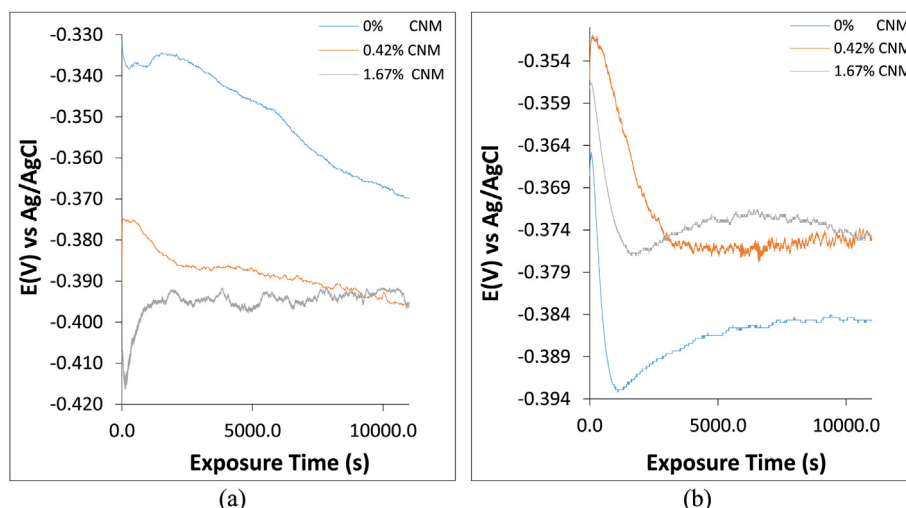 0% CNM
0.42% CNM
1.67% CNM
-0.330
-0.340
-0.350
-0.360
-0.370
-0.380
-0.390
-0.400
-0.410
-0.420
E(V) vs Ag/AgCl
0.0
5000.0
10000.0
Exposure Time (s)
(a)
0% CNM
0.42% CNM
1.67% CNM
-0.354
-0.359
-0.364
-0.369
-0.374
-0.379
-0.384
-0.389
-0.394
E(V) vs Ag/AgCl
0.0
5000.0
10000.0
Exposure Time (s)
(b)